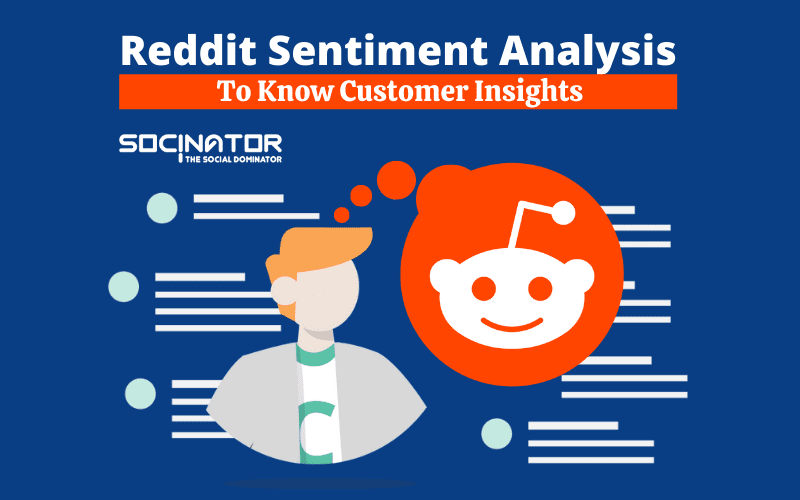 Reddit Sentiment Analysis
To Know Customer Insights
SOCINATOR
THE SOCIAL DOMINATOR
C